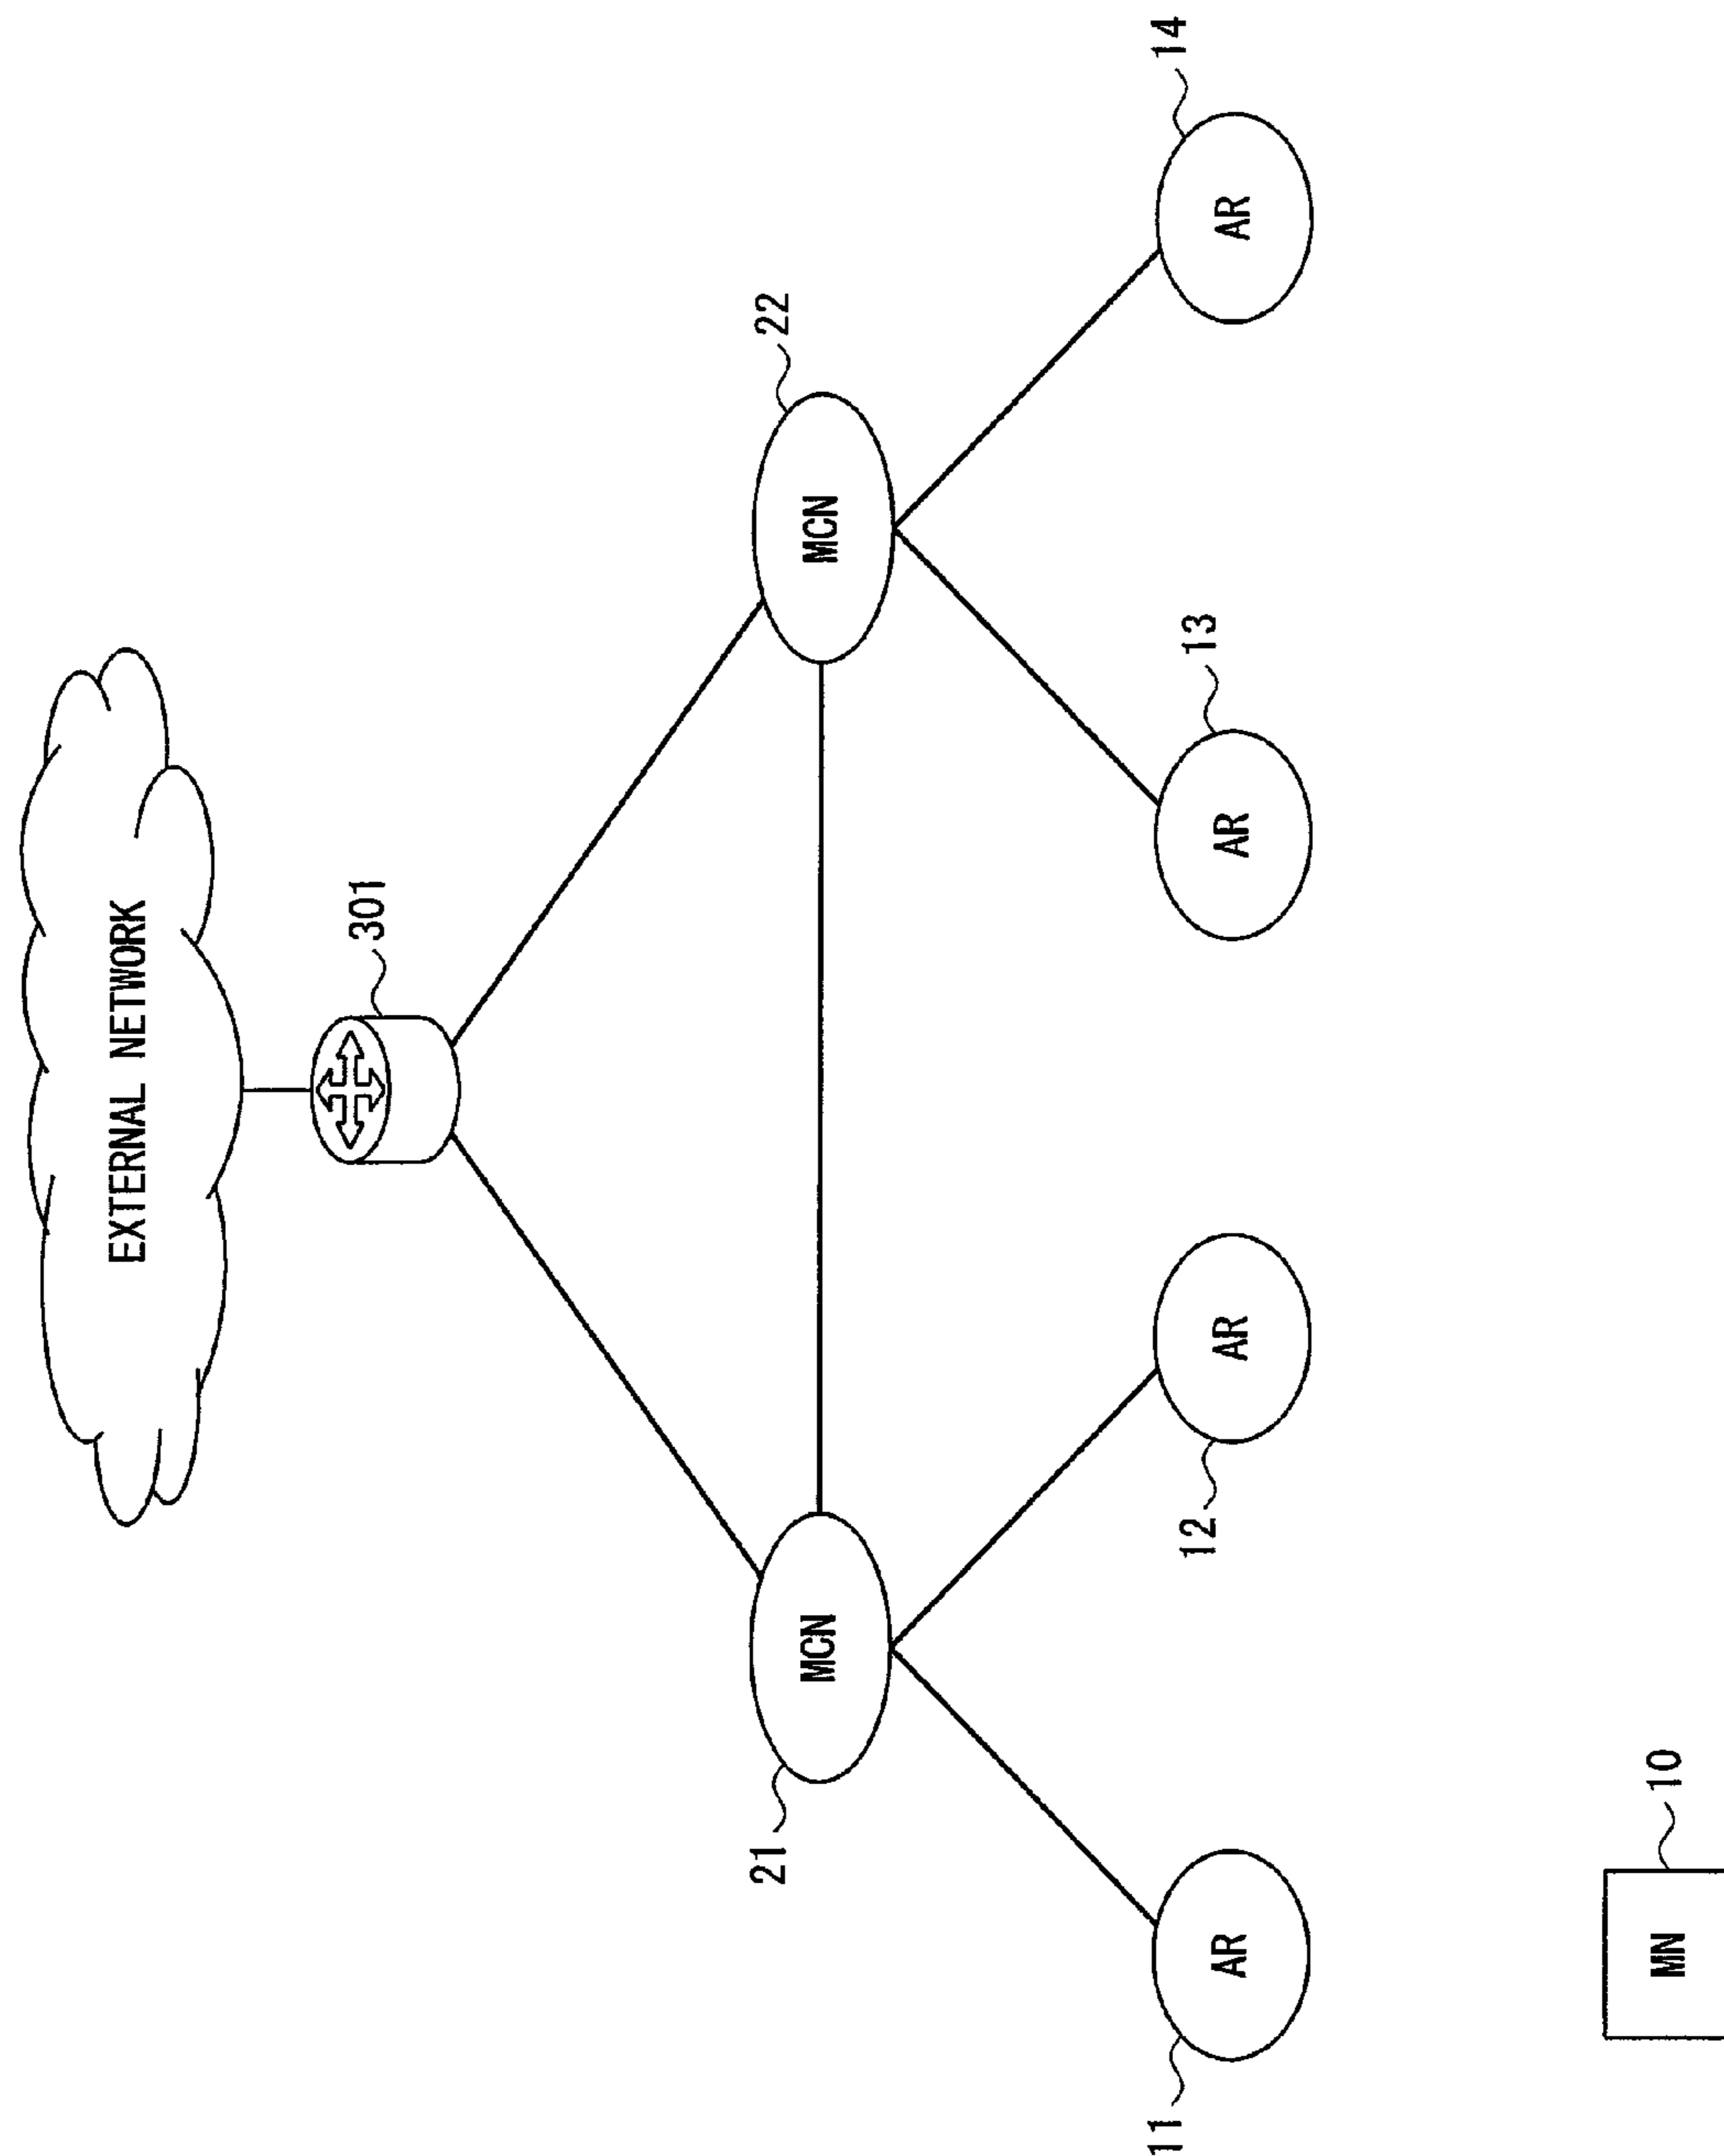 EXTERNAL NETWORK
301
21
MCN
MCN
22
11
AR
12
AR
AR
13
AR
14
MN
10